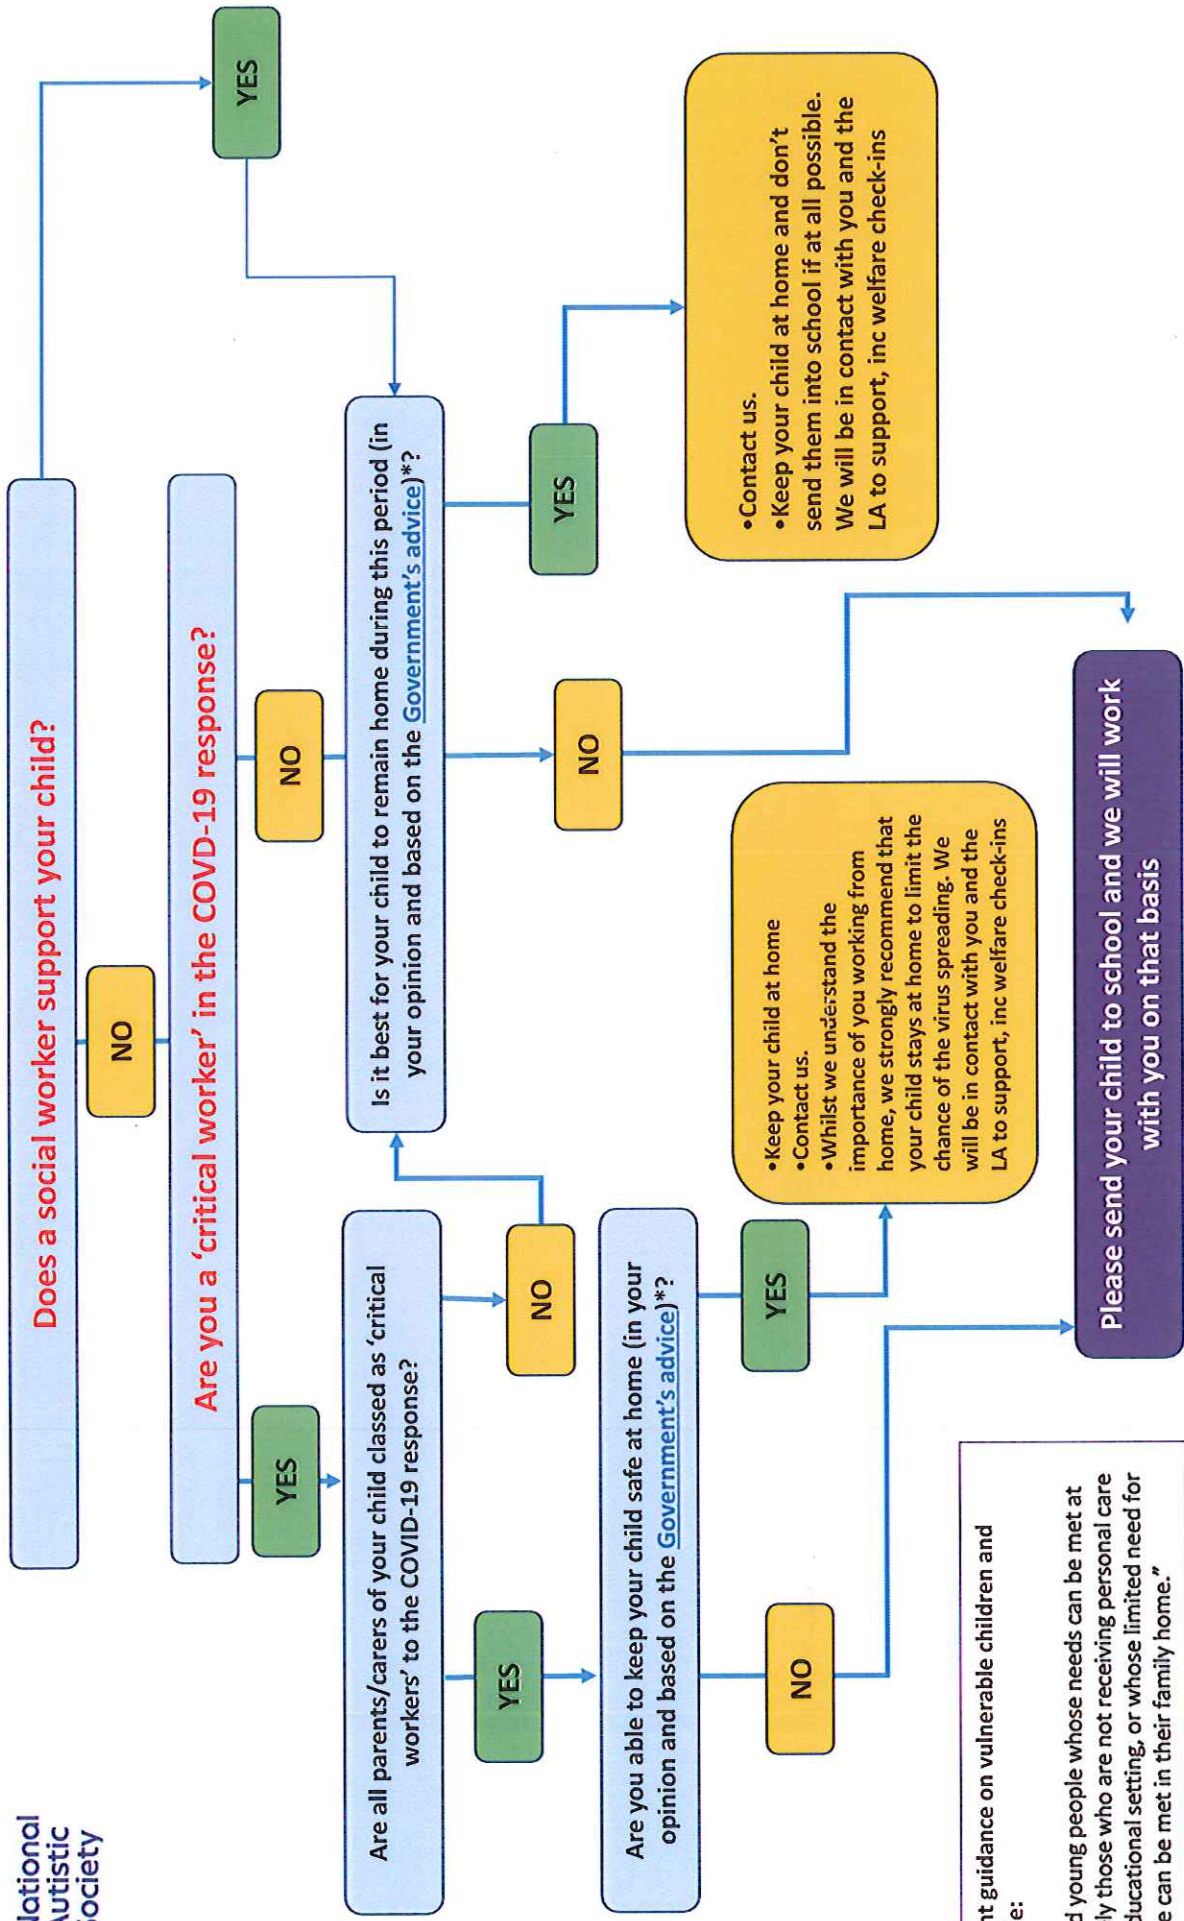 National
Autistic
Society
Does a social worker support your child?
YES
NO
Are you a ‘critical worker’ in the COVD-19 response?
YES
NO
Are all parents/carers of your child classed as ‘critical
workers’ to the COVID-19 response?
Is it best for your child to remain home during this period (in
your opinion and based on the Government’s advice)*?
YES
NO
NO
YES
Are you able to keep your child safe at home (in your
opinion and based on the Government’s advice)*?
NO
YES
•Keep your child at home
•Contact us.
•Whilst we understand the
importance of you working from
home, we strongly recommend that
your child stays at home to limit the
chance of the virus spreading. We
will be in contact with you and the
LA to support, inc welfare check-ins
•Contact us.
•Keep your child at home and don’t
send them into school if at all possible.
We will be in contact with you and the
LA to support, inc welfare check-ins
Please send your child to school and we will work
with you on that basis
guidance on vulnerable children and
young people whose needs can be met at
those who are not receiving personal care
educational setting, or whose limited need for
can be met in their family home.”